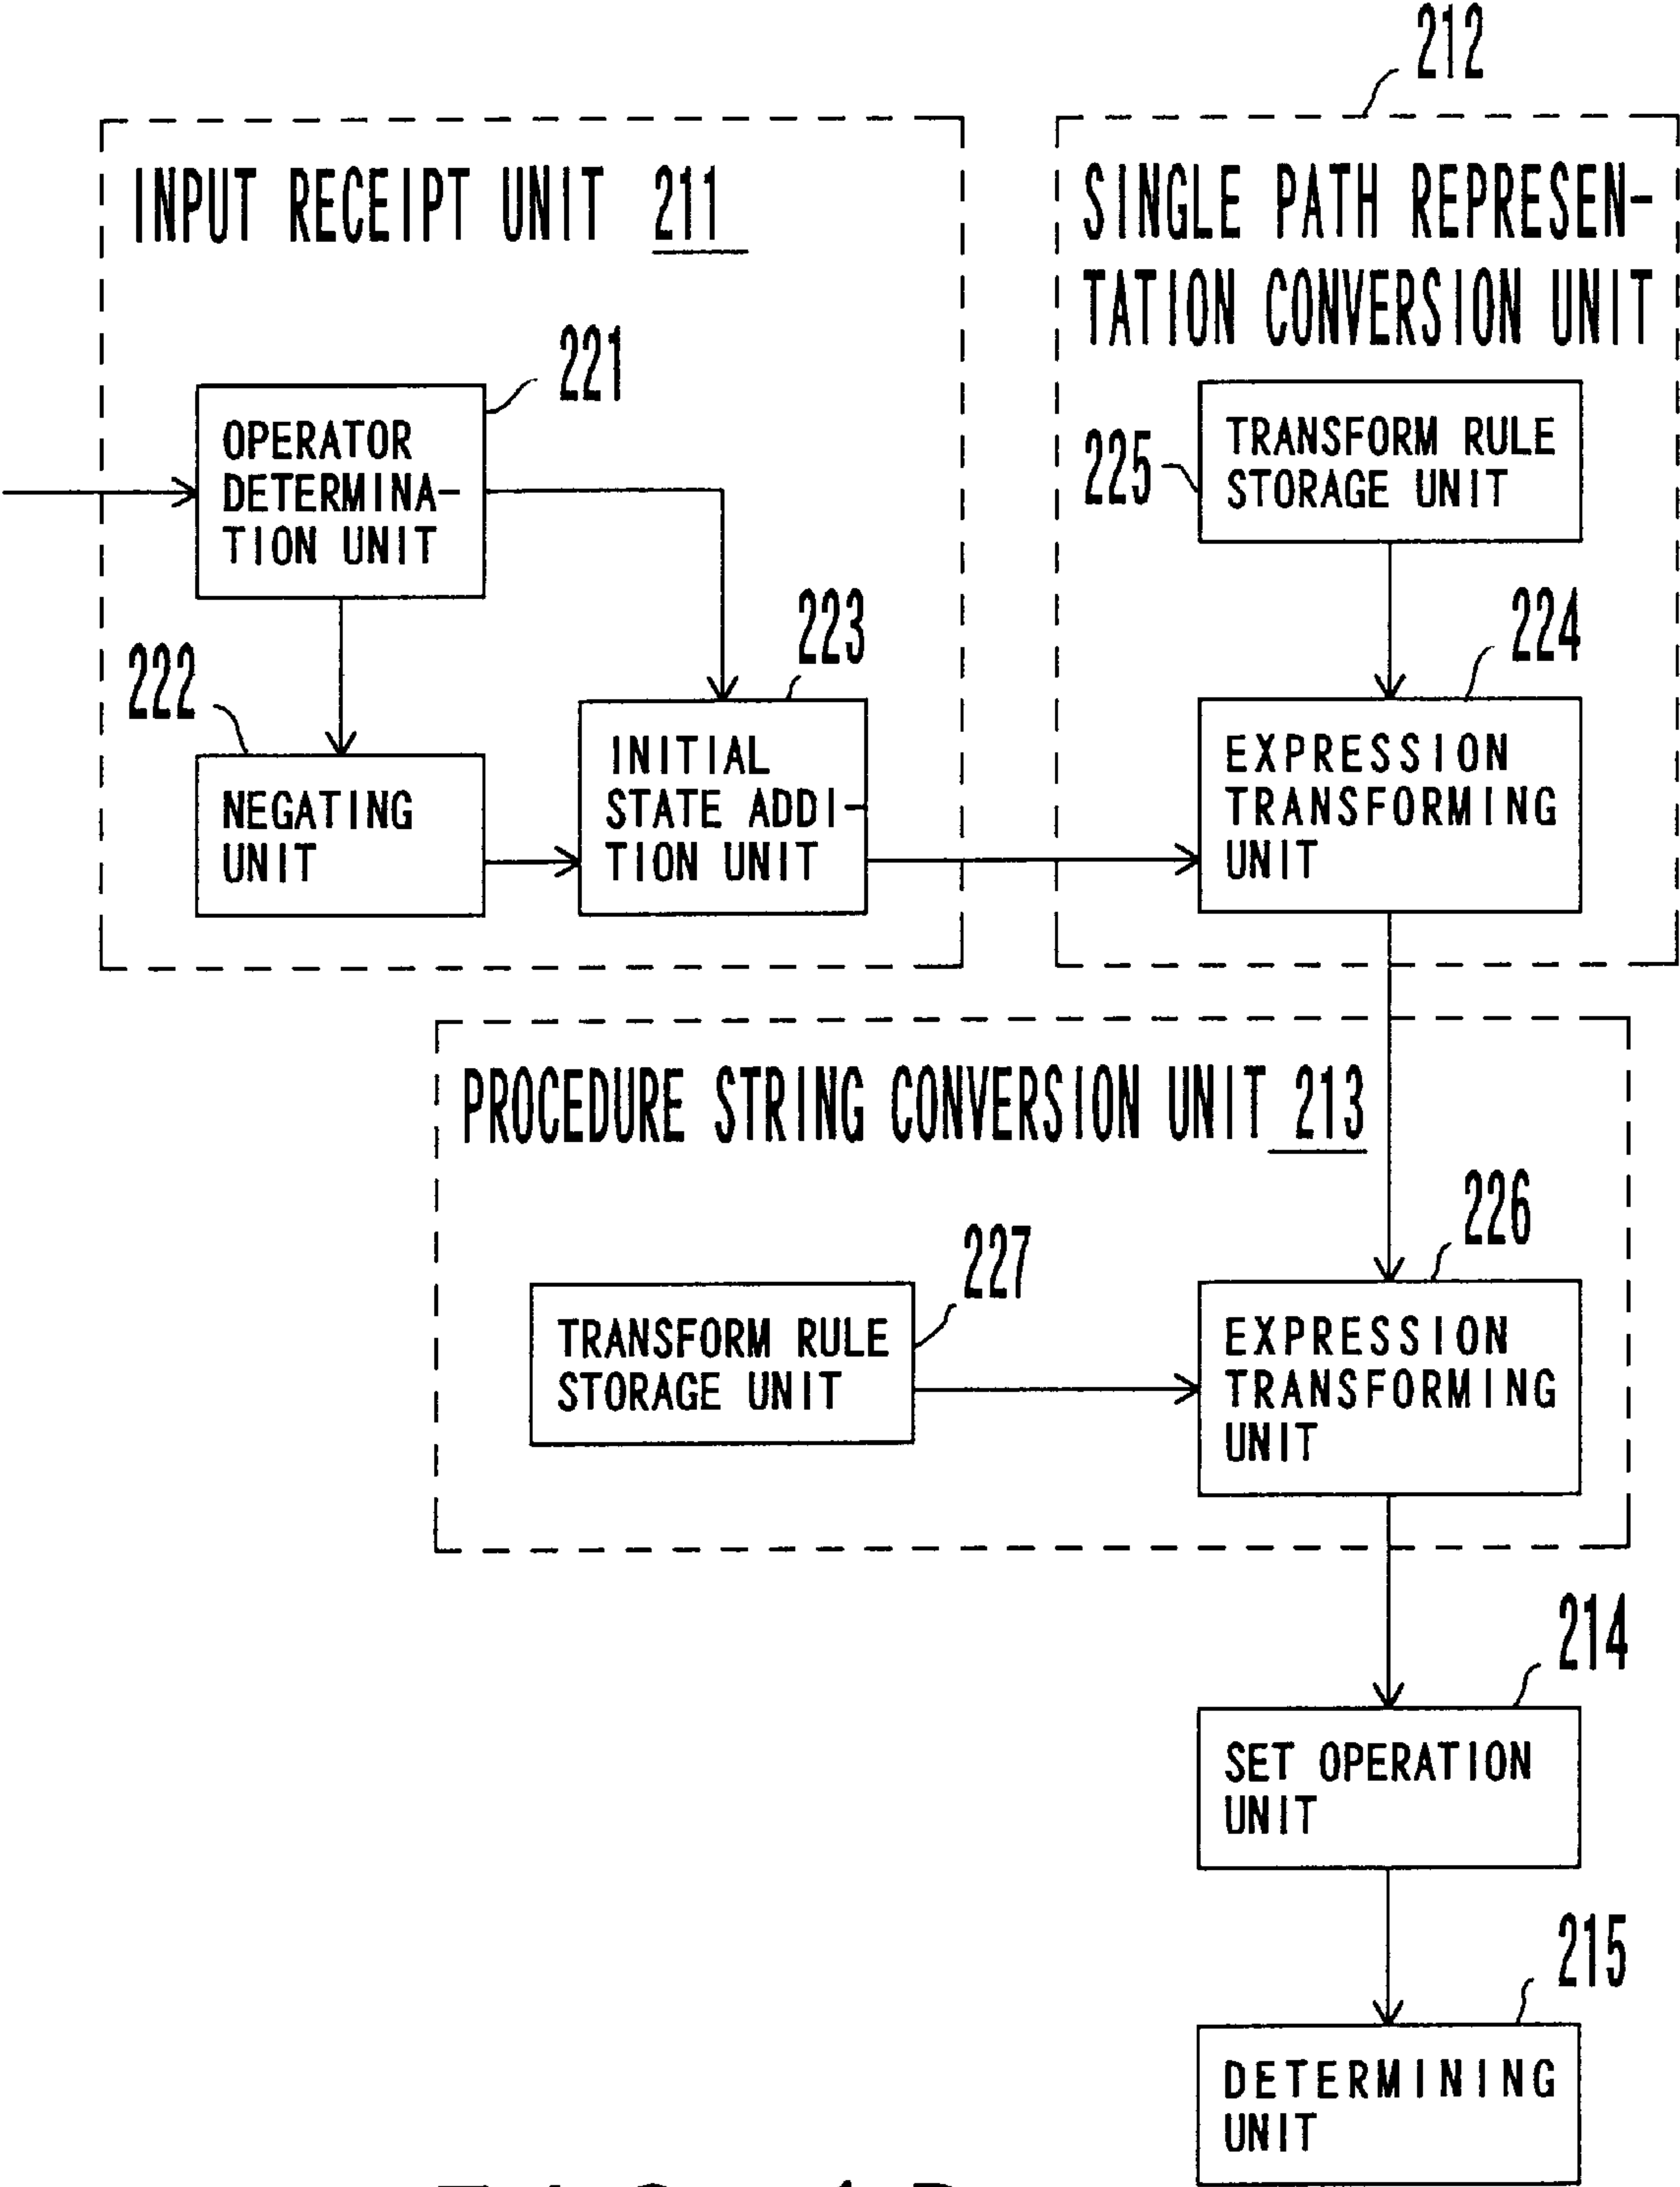 212
INPUT RECEIPT UNIT 211
SINGLE PATH REPRESEN-
TATION CONVERSION UNIT
221
OPERATOR
DETERMINA-
TION UNIT
225
TRANSFORM RULE
STORAGE UNIT
222
223
224
NEGATING
UNIT
INITIAL
STATE ADDI-
TION UNIT
EXPRESSION
TRANSFORMING
UNIT
PROCEDURE STRING CONVERSION UNIT 213
227
226
TRANSFORM RULE
STORAGE UNIT
EXPRESSION
TRANSFORMING
UNIT
214
SET OPERATION
UNIT
215
DETERMINING
UNIT